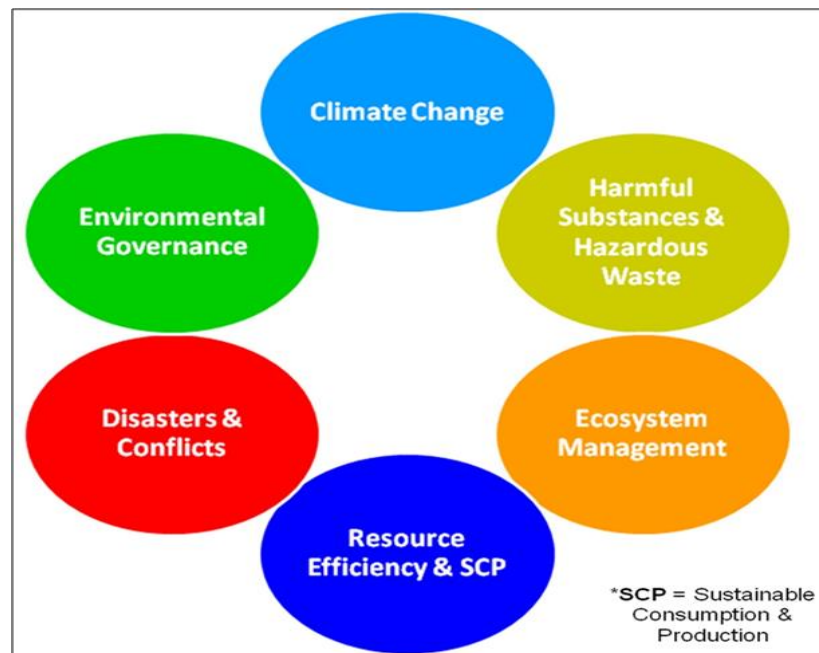 Climate Change
Environmental
Governance
Harmful
Substances &
Hazardous
Waste
Disasters &
Conflicts
Ecosystem
Management
Resource
Efficiency & SCP
*SCP = Sustainable
Consumption &
Production